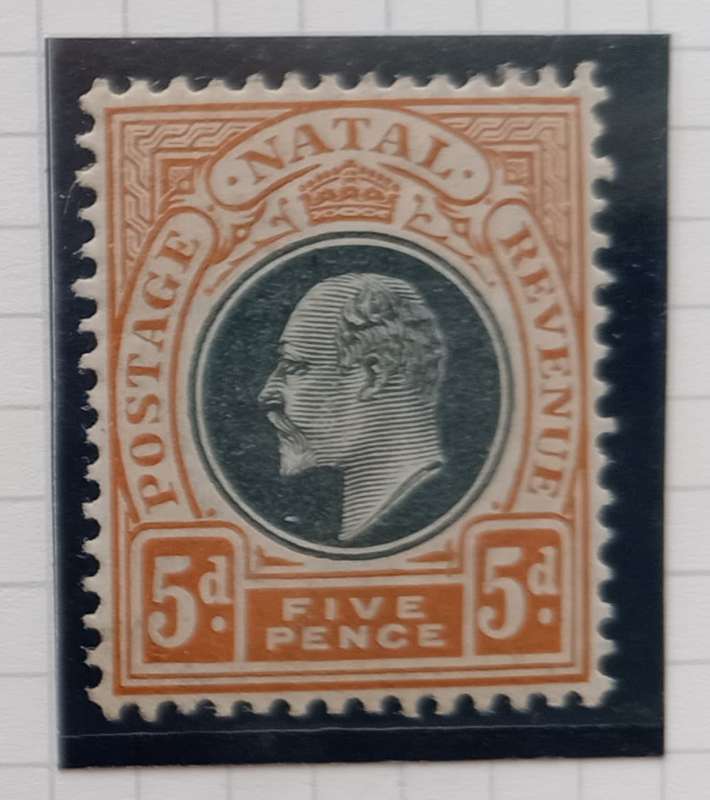 ·NATAL·
POSTAGE
REVENUE
5d.
FIVE
PENCE
5d.